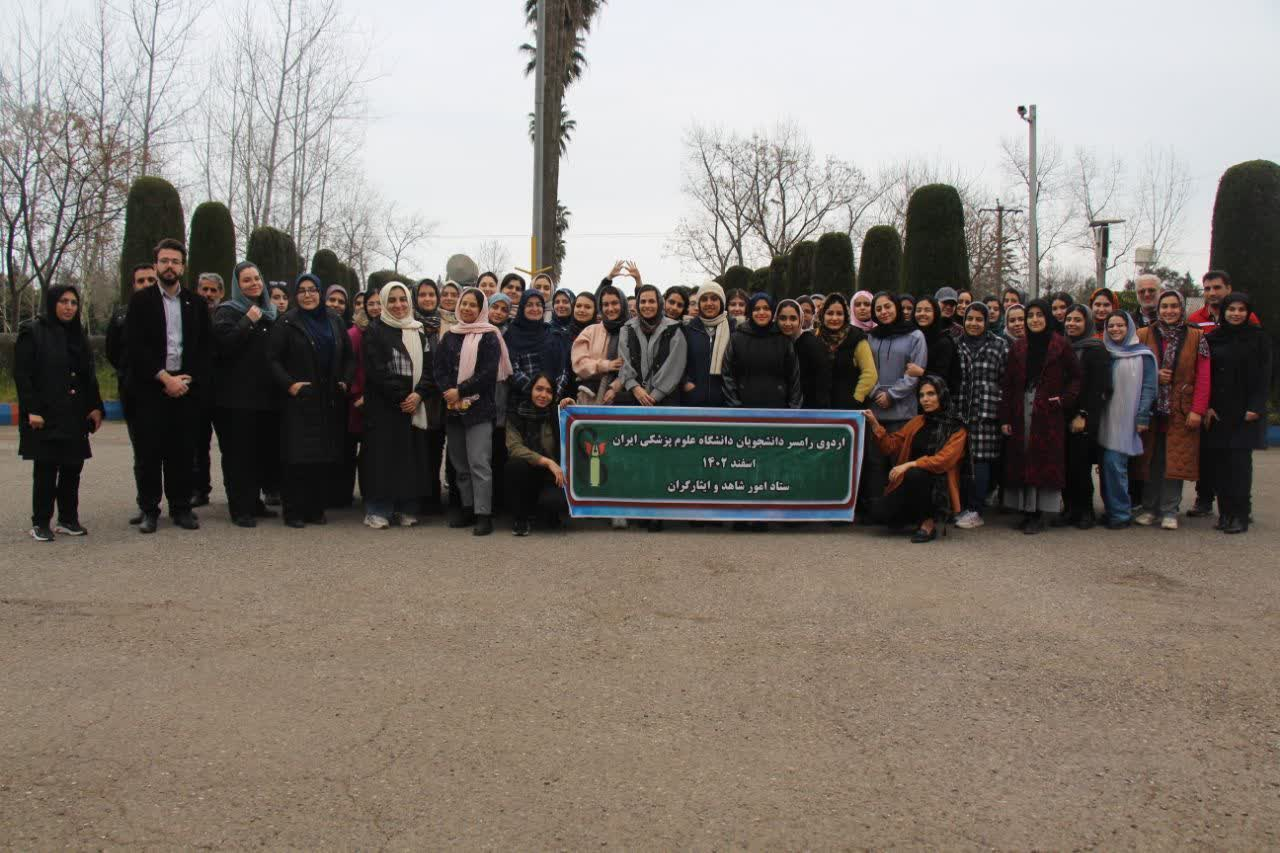 اردوی رامسر دانشجویان دانشگاه علوم پزشکی ایران
اسفند ۱۴۰۲
ستاد امور شاهد و ایثارگران